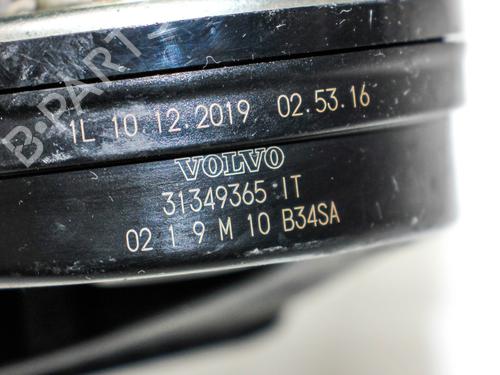 B-PARTS
1L 10.12.2019 02.53.16
VOLVO
31349365 IT
02 1 9 M 10 B34SA